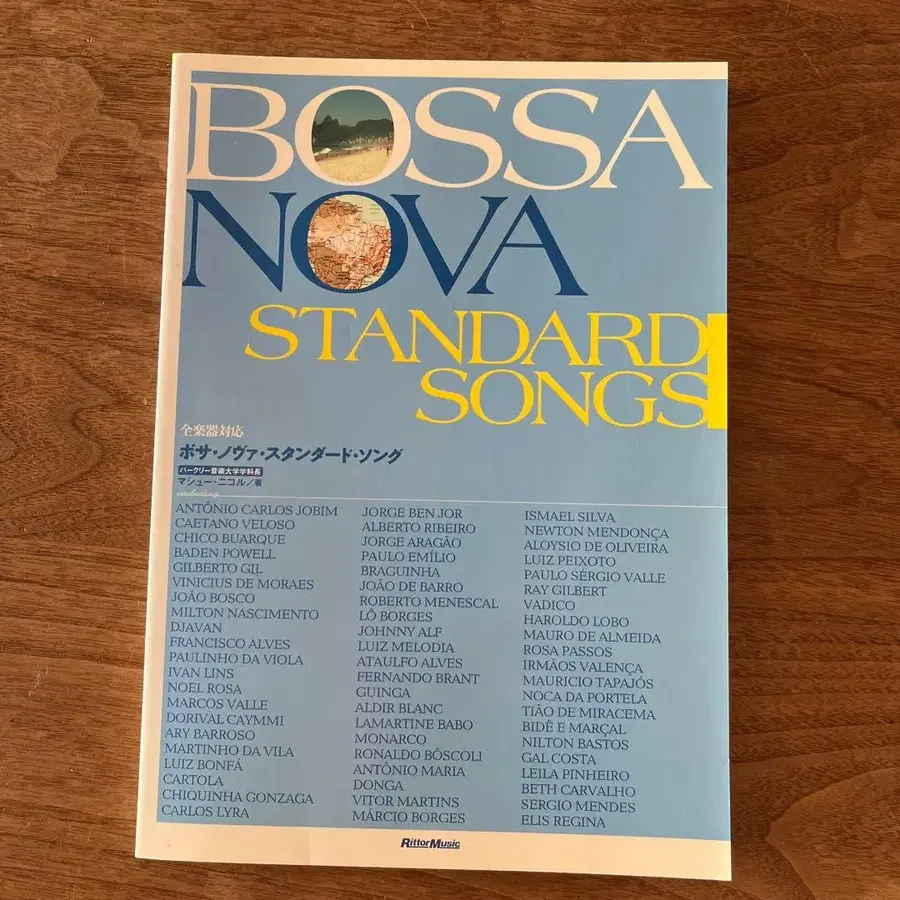 BOSSA
NOVA
STANDARD
SONGS
全楽器対応
ボサ・ノヴァ・スタンダード・ソング
バークリー音楽大学学科長
マシュー・ニコル/著
including
ANTÔNIO CARLOS JOBIM
CAETANO VELOSO
CHICO BUARQUE
BADEN POWELL
GILBERTO GIL
VINICIUS DE MORAES
JOÃO BOSCO
MILTON NASCIMENTO
DJAVAN
FRANCISCO ALVES
PAULINHO DA VIOLA
IVAN LINS
NOEL ROSA
MARCOS VALLE
DORIVAL CAYMMI
ARY BARROSO
MARTINHO DA VILA
LUIZ BONFÁ
CARTOLA
CHIQUINHA GONZAGA
CARLOS LYRA
JORGE BEN JOR
ALBERTO RIBEIRO
JORGE ARAGÃO
PAULO EMÍLIO
BRAGUINHA
JOÃO DE BARRO
ROBERTO MENESCAL
LÔ BORGES
JOHNNY ALF
LUIZ MELODIA
ATAULFO ALVES
FERNANDO BRANT
GUINGA
ALDIR BLANC
LAMARTINE BABO
MONARCO
RONALDO BÔSCOLI
ANTÔNIO MARIA
DONGA
VITOR MARTINS
MÁRCIO BORGES
ISMAEL SILVA
NEWTON MENDONÇA
ALOYSIO DE OLIVEIRA
LUIZ PEIXOTO
PAULO SÉRGIO VALLE
RAY GILBERT
VADICO
HAROLDO LOBO
MAURO DE ALMEIDA
ROSA PASSOS
IRMÃOS VALENÇA
MAURICIO TAPAJÓS
NOCA DA PORTELA
TIÃO DE MIRACEMA
BIDÊ E MARÇAL
NILTON BASTOS
GAL COSTA
LEILA PINHEIRO
BETH CARVALHO
SERGIO MENDES
ELIS REGINA
RittorMusic